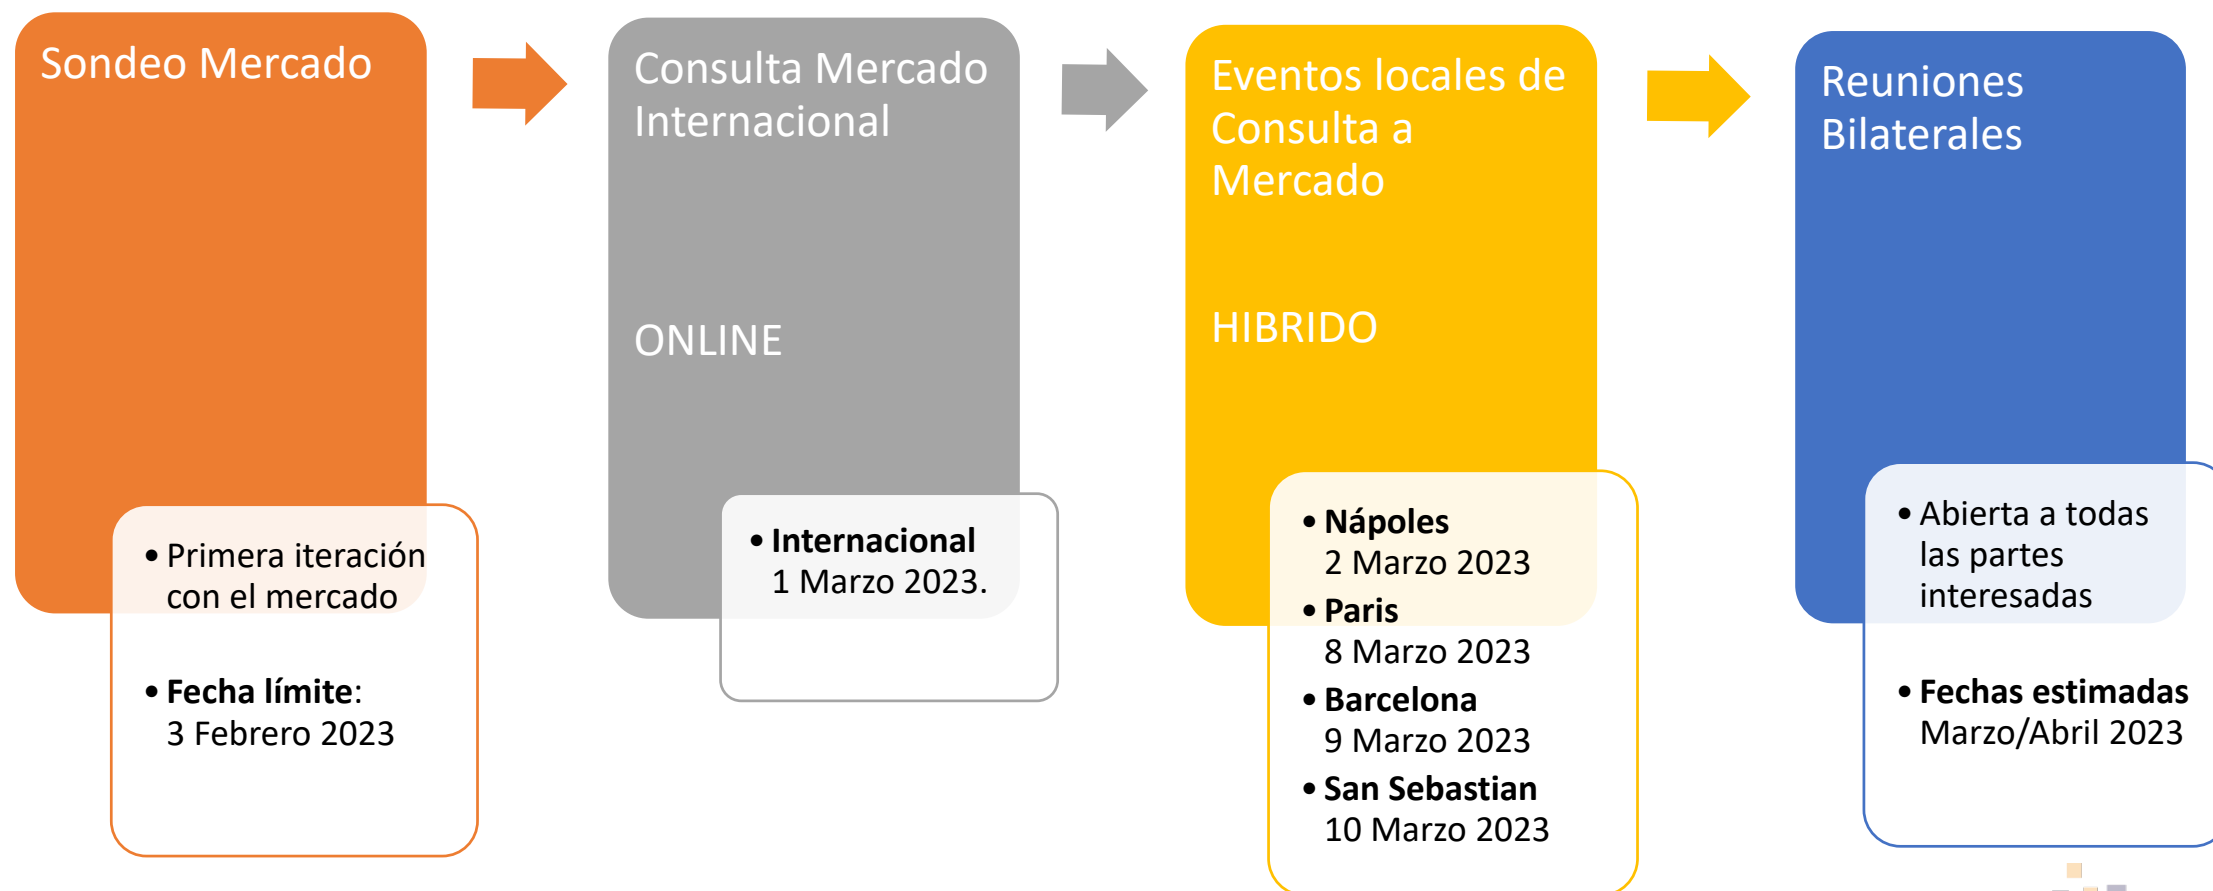 Sondeo Mercado
• Primera iteración
con el mercado
• Fecha límite:
3 Febrero 2023
Consulta Mercado
Internacional
ONLINE
• Internacional
1 Marzo 2023.
Eventos locales de
Consulta a
Mercado
HIBRIDO
• Nápoles
2 Marzo 2023
• Paris
8 Marzo 2023
• Barcelona
9 Marzo 2023
• San Sebastian
10 Marzo 2023
Reuniones
Bilaterales
• Abierta a todas
las partes
interesadas
• Fechas estimadas
Marzo/Abril 2023